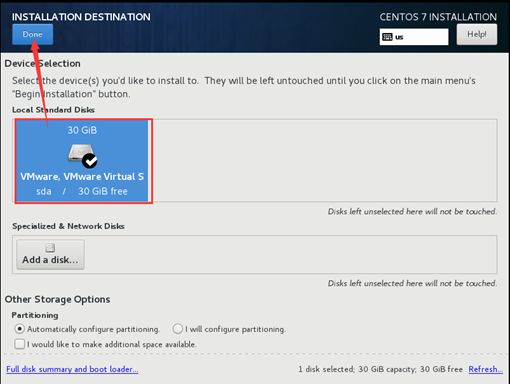 INSTALLATION DESTINATION
CENTOS 7 INSTALLATION
Done
us
Help!
Device Selection
Select the device(s) you'd like to install to. They will be left untouched until you click on the main menu's
"Begin Installation" button.
Local Standard Disks
30 GiB
VMware, VMware Virtual S
sda / 30 GiB free
Disks left unselected here will not be touched.
Specialized & Network Disks
Add a disk...
Disks left unselected here will not be touched.
Other Storage Options
Partitioning
Automatically configure partitioning. I will configure partitioning.
I would like to make additional space available.
Full disk summary and boot loader...
1 disk selected; 30 GiB capacity; 30 GiB free Refresh...